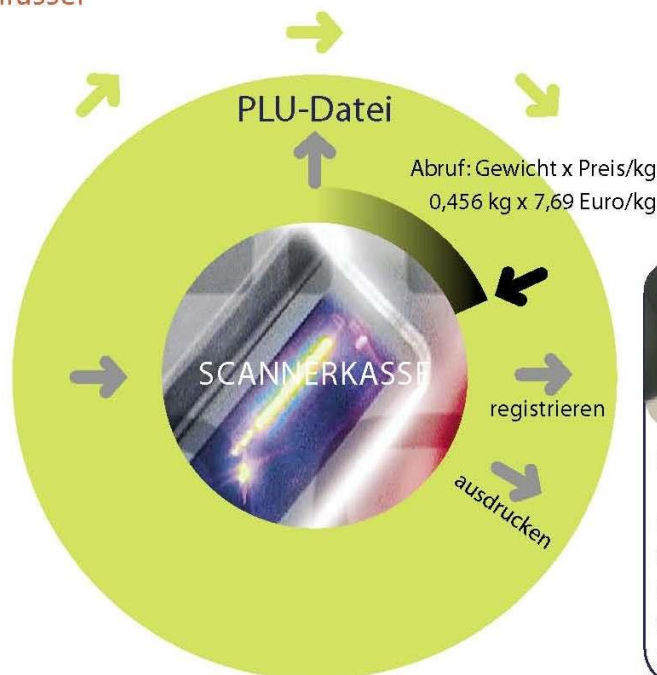 PLU-Datei
Abruf: Gewicht x Preis/kg
0,456 kg x 7,69 Euro/kg
SCANNERKASSE
registrieren
ausdrucken